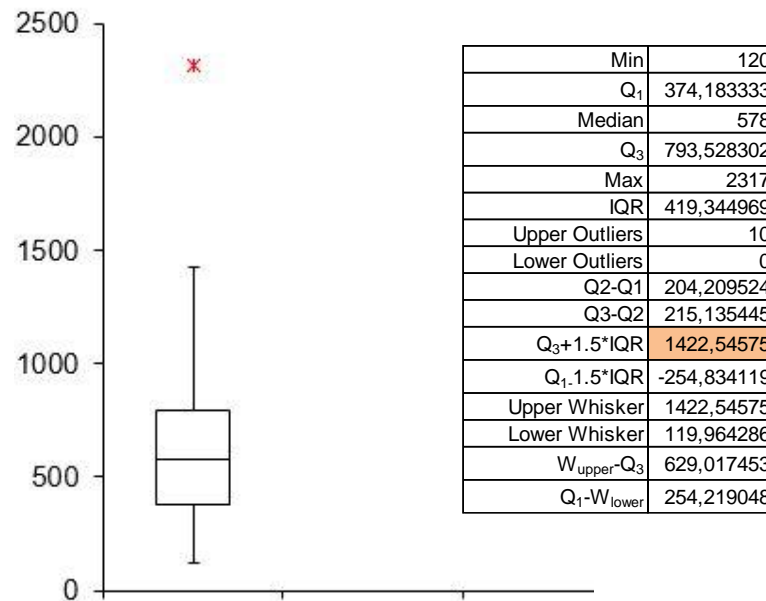 2500
2000
1500
1000
500
0
Min 120
Q₁ 374,183333
Median 578
Q₃ 793,528302
Max 2317
IQR 419,344969
Upper Outliers 10
Lower Outliers 0
Q2-Q1 204,209524
Q3-Q2 215,135445
Q₃+1.5*IQR 1422,54575
Q₁₋1.5*IQR -254,834119
Upper Whisker 1422,54575
Lower Whisker 119,964286
Wᵤₚₚₑᵣ-Q₃ 629,017453
Q₁-Wₗₒwₑᵣ 254,219048